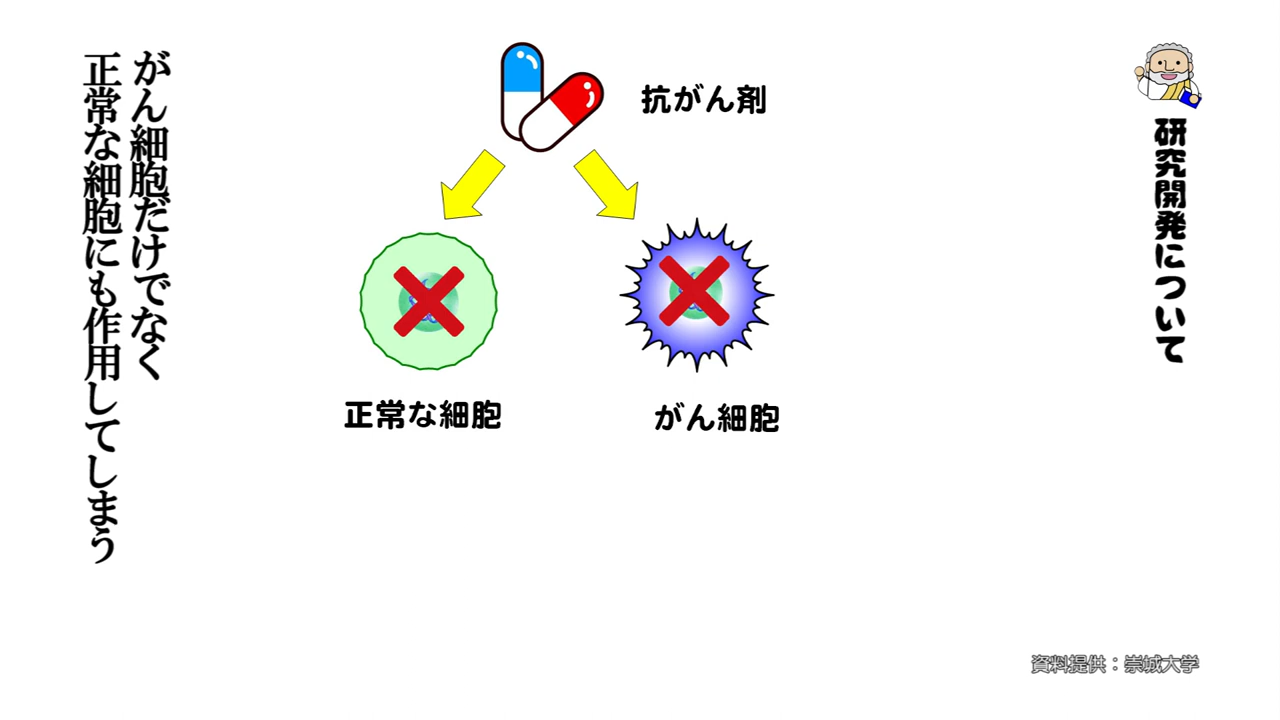 研究開発について
抗がん剤
正常な細胞
がん細胞
がん細胞だけでなく
正常な細胞にも作用してしまう
資料提供：崇城大学